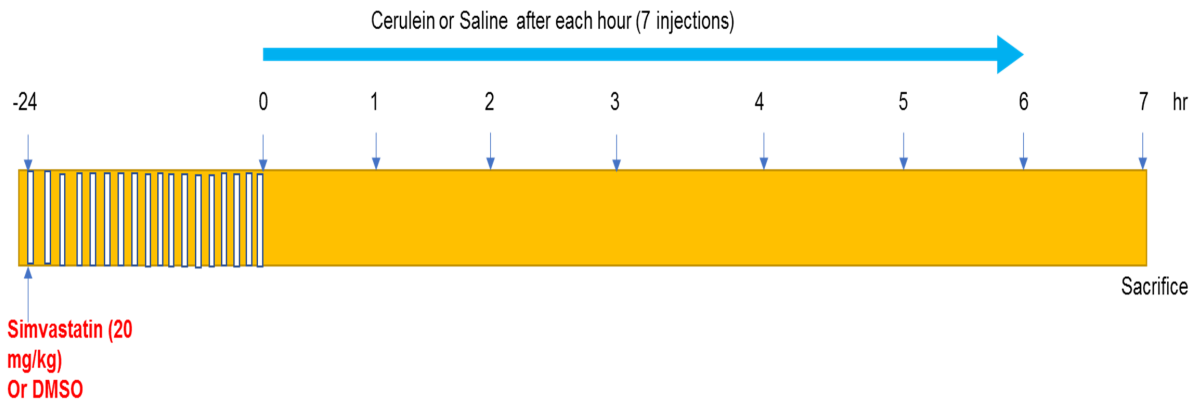 Cerulein or Saline after each hour (7 injections)
-24 0 1 2 3 4 5 6 7 hr
Sacrifice
Simvastatin (20
mg/kg)
Or DMSO